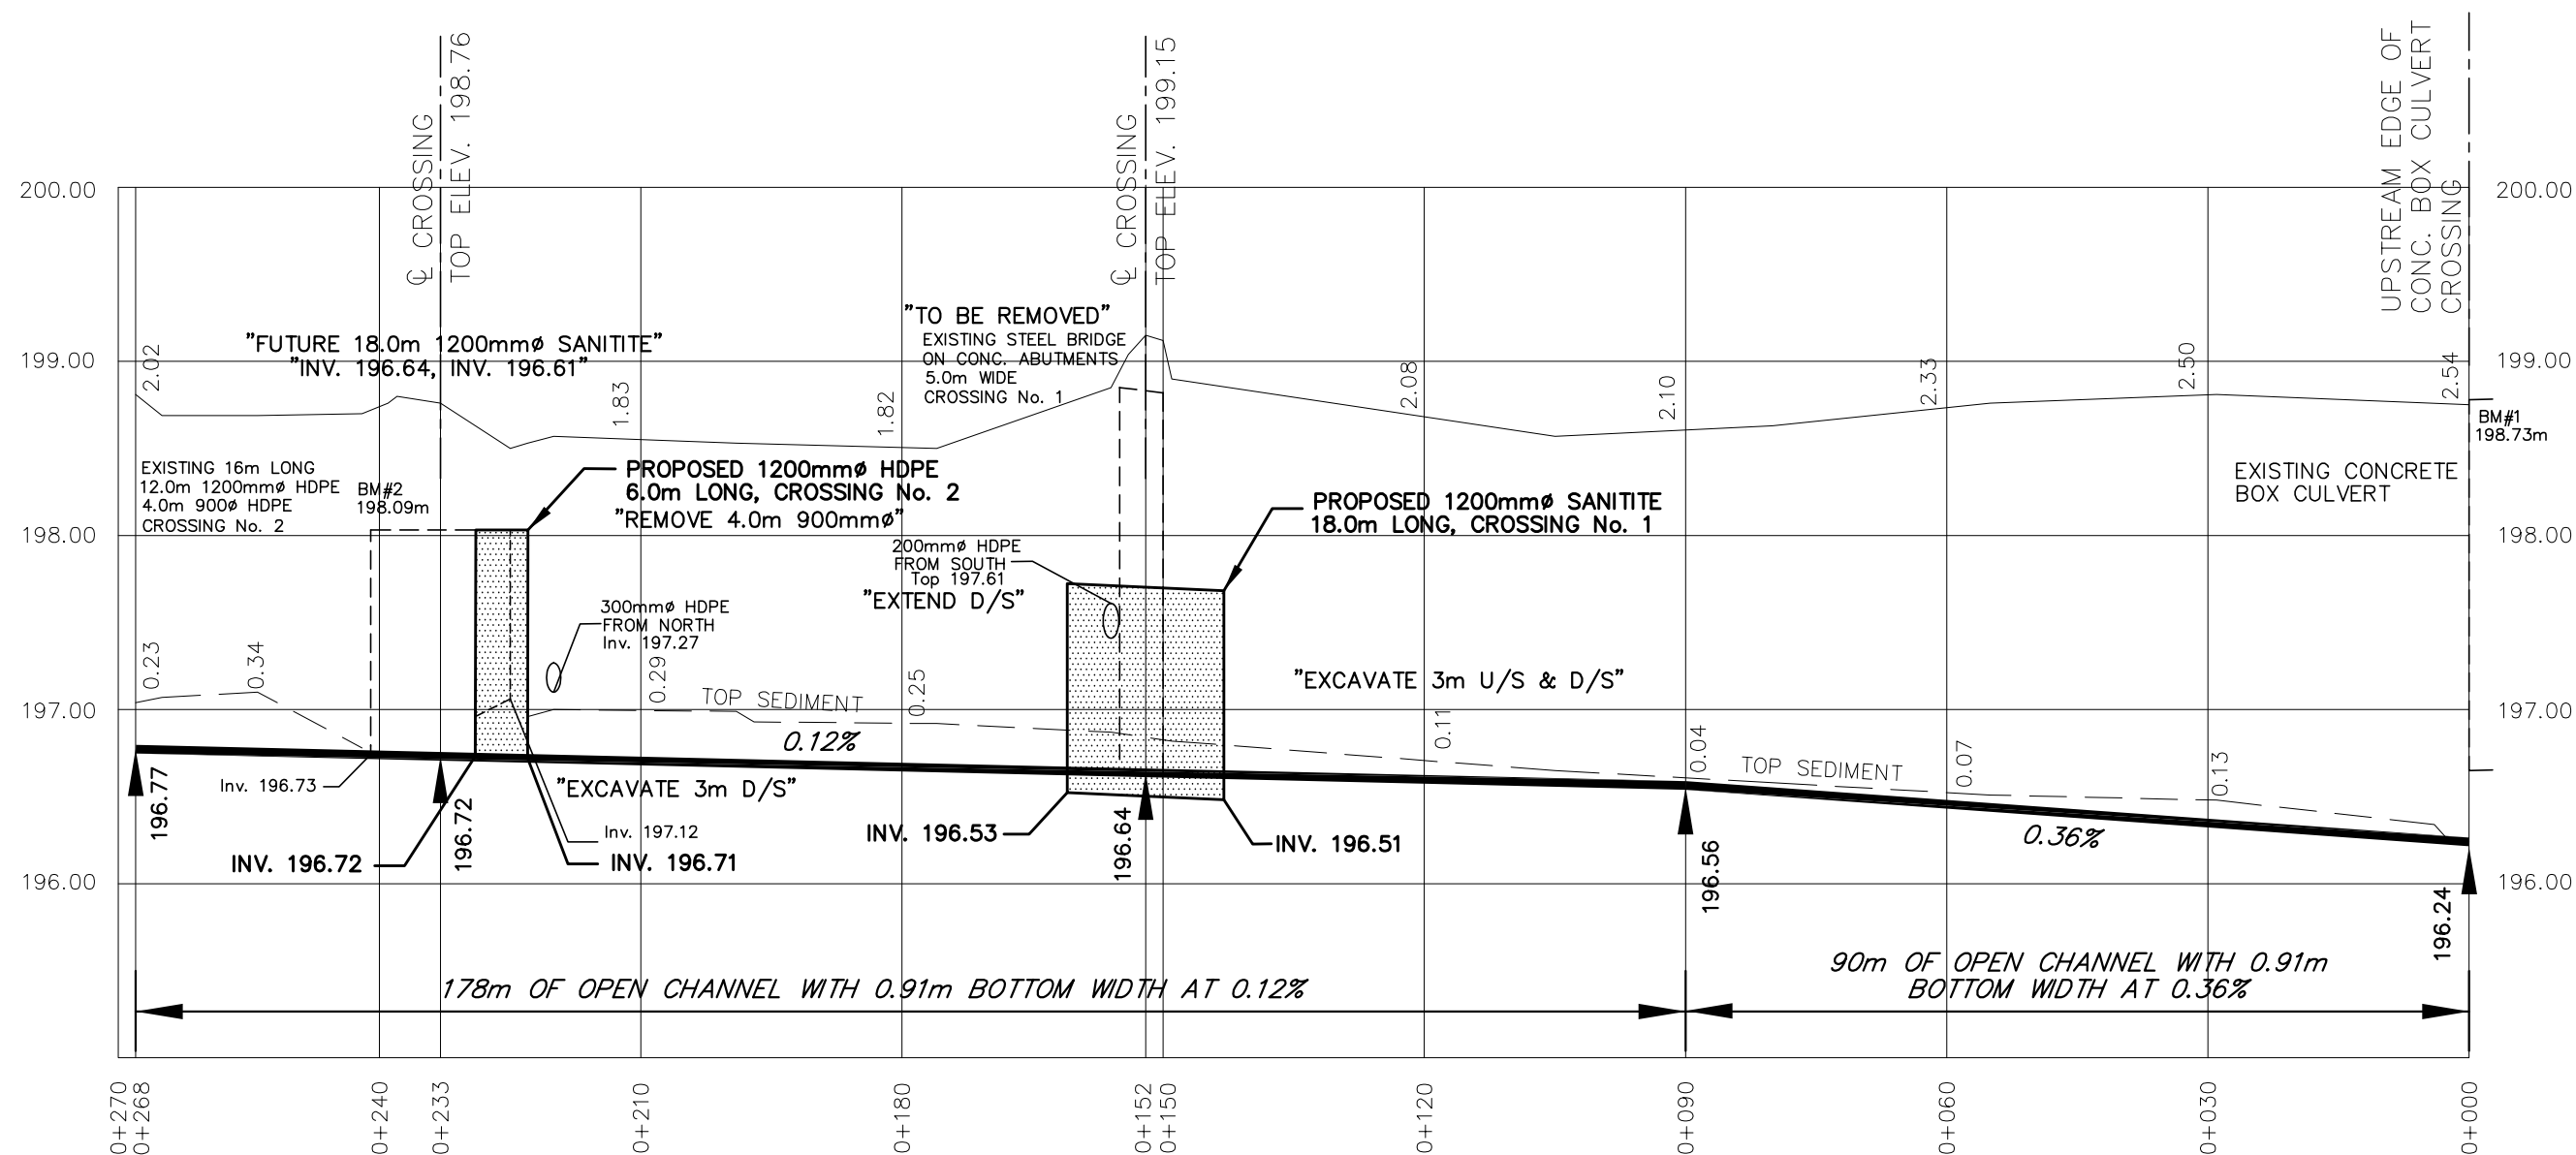 ℄ CROSSING
TOP ELEV. 198.76
℄ CROSSING
TOP ELEV. 199.15
UPSTREAM EDGE OF
CONC. BOX CULVERT
CROSSING
200.00
200.00
199.00
199.00
198.00
198.00
197.00
197.00
196.00
196.00
"FUTURE 18.0m 1200mmø SANITITE"
"INV. 196.64, INV. 196.61"
"TO BE REMOVED"
EXISTING STEEL BRIDGE
ON CONC. ABUTMENTS
5.0m WIDE
CROSSING No. 1
2.02
1.83
1.82
2.08
2.10
2.33
2.50
2.54
BM#1
198.73m
EXISTING 16m LONG
12.0m 1200mmø HDPE
4.0m 900ø HDPE
CROSSING No. 2
BM#2
198.09m
PROPOSED 1200mmø HDPE
6.0m LONG, CROSSING No. 2
"REMOVE 4.0m 900mmø"
PROPOSED 1200mmø SANITITE
18.0m LONG, CROSSING No. 1
EXISTING CONCRETE
BOX CULVERT
200mmø HDPE
FROM SOUTH
Top 197.61
"EXTEND D/S"
300mmø HDPE
FROM NORTH
Inv. 197.27
0.23
0.34
0.29
TOP SEDIMENT
0.25
0.12%
"EXCAVATE 3m U/S & D/S"
0.11
0.04
TOP SEDIMENT
0.07
0.13
0.36%
Inv. 196.73
"EXCAVATE 3m D/S"
Inv. 197.12
INV. 196.72
INV. 196.71
INV. 196.53
INV. 196.51
196.77
196.72
196.64
196.56
196.24
178m OF OPEN CHANNEL WITH 0.91m BOTTOM WIDTH AT 0.12%
90m OF OPEN CHANNEL WITH 0.91m
BOTTOM WIDTH AT 0.36%
0+270
0+268
0+240
0+233
0+210
0+180
0+152
0+150
0+120
0+090
0+060
0+030
0+000